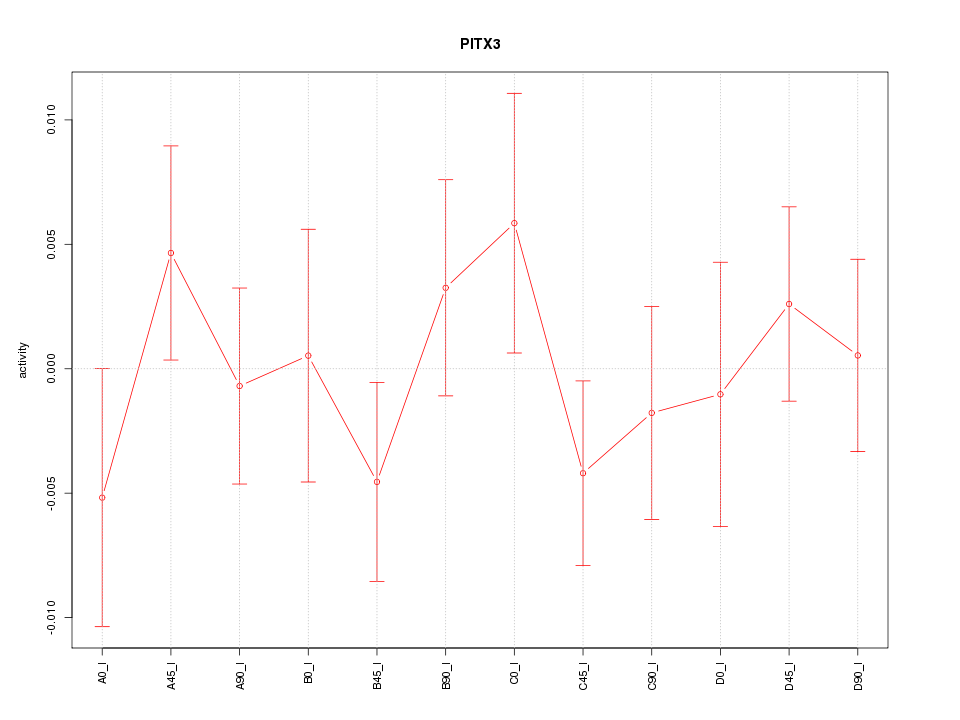 PITX3
activity
0.010
0.005
0.000
-0.005
-0.010
A0_I
A45_I
A90_I
B0_I
B45_I
B90_I
C0_I
C45_I
C90_I
D0_I
D45_I
D90_I